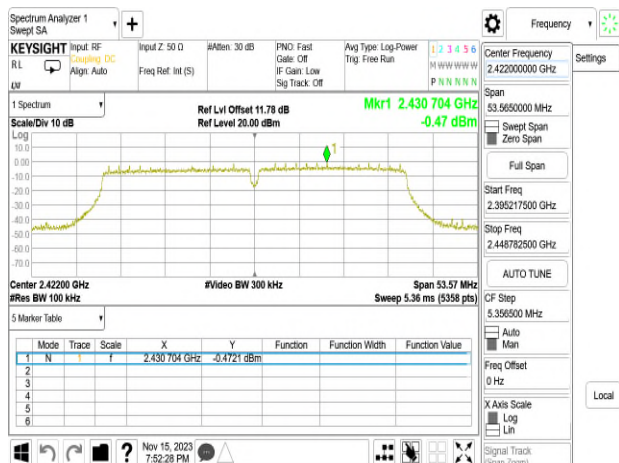 Spectrum Analyzer 1
Swept SA
Frequency
KEYSIGHT Input: RF Input Z: 50 Ω #Atten: 30 dB PNO: Fast Avg Type: Log-Power 1 2 3 4 5 6
RL Coupling: DC Gate: Off Trig: Free Run
Align: Auto Freq Ref: Int (S) IF Gain: Low M W W W W W
Sig Track: Off P N N N N N
LXI
Center Frequency
2.422000000 GHz
Settings
Span
53.5650000 MHz
Swept Span
Zero Span
Full Span
Start Freq
2.395217500 GHz
Stop Freq
2.448782500 GHz
AUTO TUNE
CF Step
5.356500 MHz
Auto
Man
Freq Offset
0 Hz
X Axis Scale
Log
Lin
Signal Track
(Span Zoom)
Local
1 Spectrum
Scale/Div 10 dB
Ref Lvl Offset 11.78 dB
Ref Level 20.00 dBm
Mkr1 2.430 704 GHz
-0.47 dBm
Log
10.0
0.00
-10.0
-20.0
-30.0
-40.0
-50.0
-60.0
-70.0
1
Center 2.42200 GHz #Video BW 300 kHz Span 53.57 MHz
#Res BW 100 kHz Sweep 5.36 ms (5358 pts)
5 Marker Table
Mode Trace Scale X Y Function Function Width Function Value
1 N 1 f 2.430 704 GHz -0.4721 dBm
2
3
4
5
6
?
Nov 15, 2023
7:52:28 PM